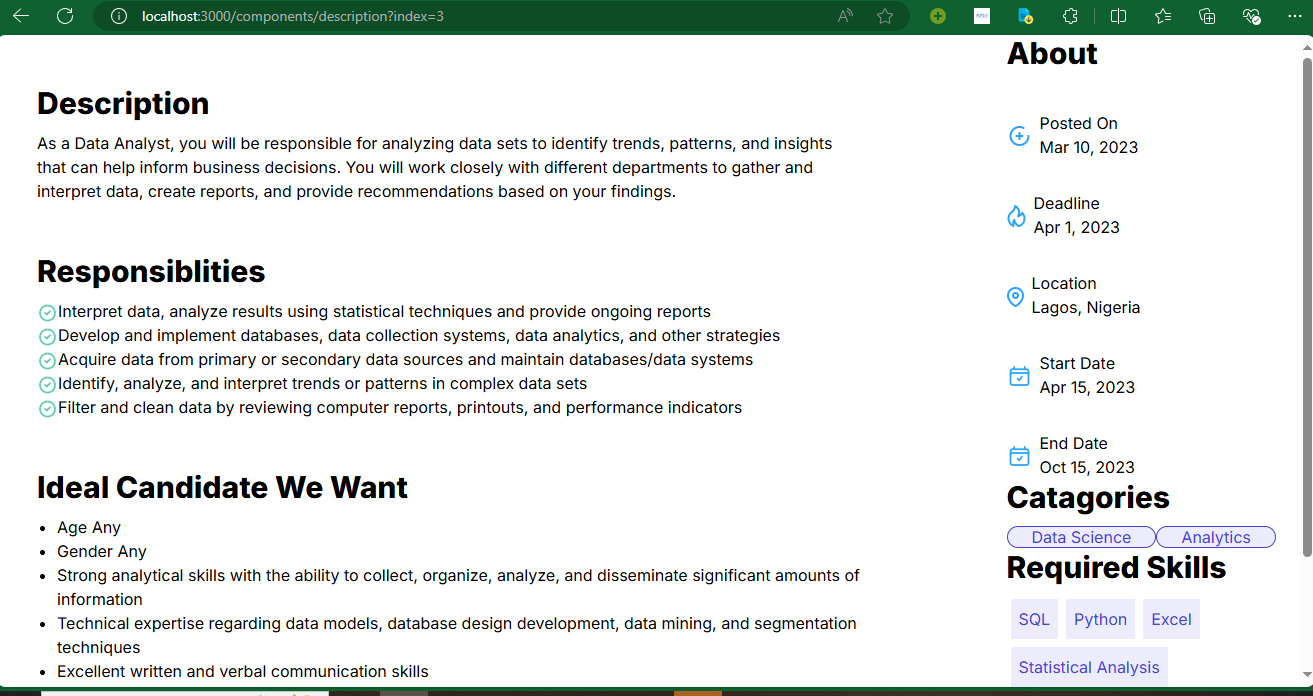 localhost:3000/components/description?index=3
Description
As a Data Analyst, you will be responsible for analyzing data sets to identify trends, patterns, and insights
that can help inform business decisions. You will work closely with different departments to gather and
interpret data, create reports, and provide recommendations based on your findings.
Responsiblities
Interpret data, analyze results using statistical techniques and provide ongoing reports
Develop and implement databases, data collection systems, data analytics, and other strategies
Acquire data from primary or secondary data sources and maintain databases/data systems
Identify, analyze, and interpret trends or patterns in complex data sets
Filter and clean data by reviewing computer reports, printouts, and performance indicators
Ideal Candidate We Want
Age Any
Gender Any
Strong analytical skills with the ability to collect, organize, analyze, and disseminate significant amounts of
information
Technical expertise regarding data models, database design development, data mining, and segmentation
techniques
Excellent written and verbal communication skills
About
Posted On
Mar 10, 2023
Deadline
Apr 1, 2023
Location
Lagos, Nigeria
Start Date
Apr 15, 2023
End Date
Oct 15, 2023
Catagories
Data Science Analytics
Required Skills
SQL Python Excel
Statistical Analysis